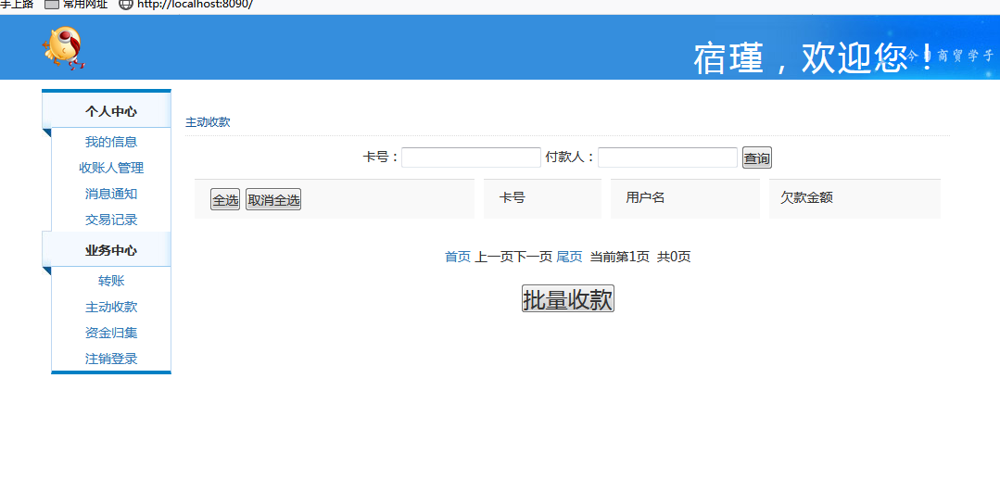 手上路 常用网址 http://localhost:8090/
宿瑾，欢迎您！
今日商贸学子
个人中心
我的信息
收账人管理
消息通知
交易记录
业务中心
转账
主动收款
资金归集
注销登录
主动收款
卡号： 付款人： 查询
全选 取消全选 卡号 用户名 欠款金额
首页 上一页下一页 尾页 当前第1页 共0页
批量收款